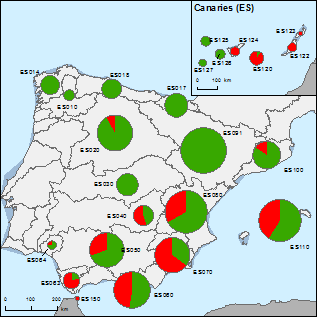 Canaries (ES)
ES125
ES124
ES123
ES126
ES127
ES120
ES122
0 100 km
ES014
ES018
ES010
ES017
ES020
ES091
ES100
ES030
ES080
ES040
ES110
ES050
ES064
ES070
ES063
ES060
ES150
0 100 200 km